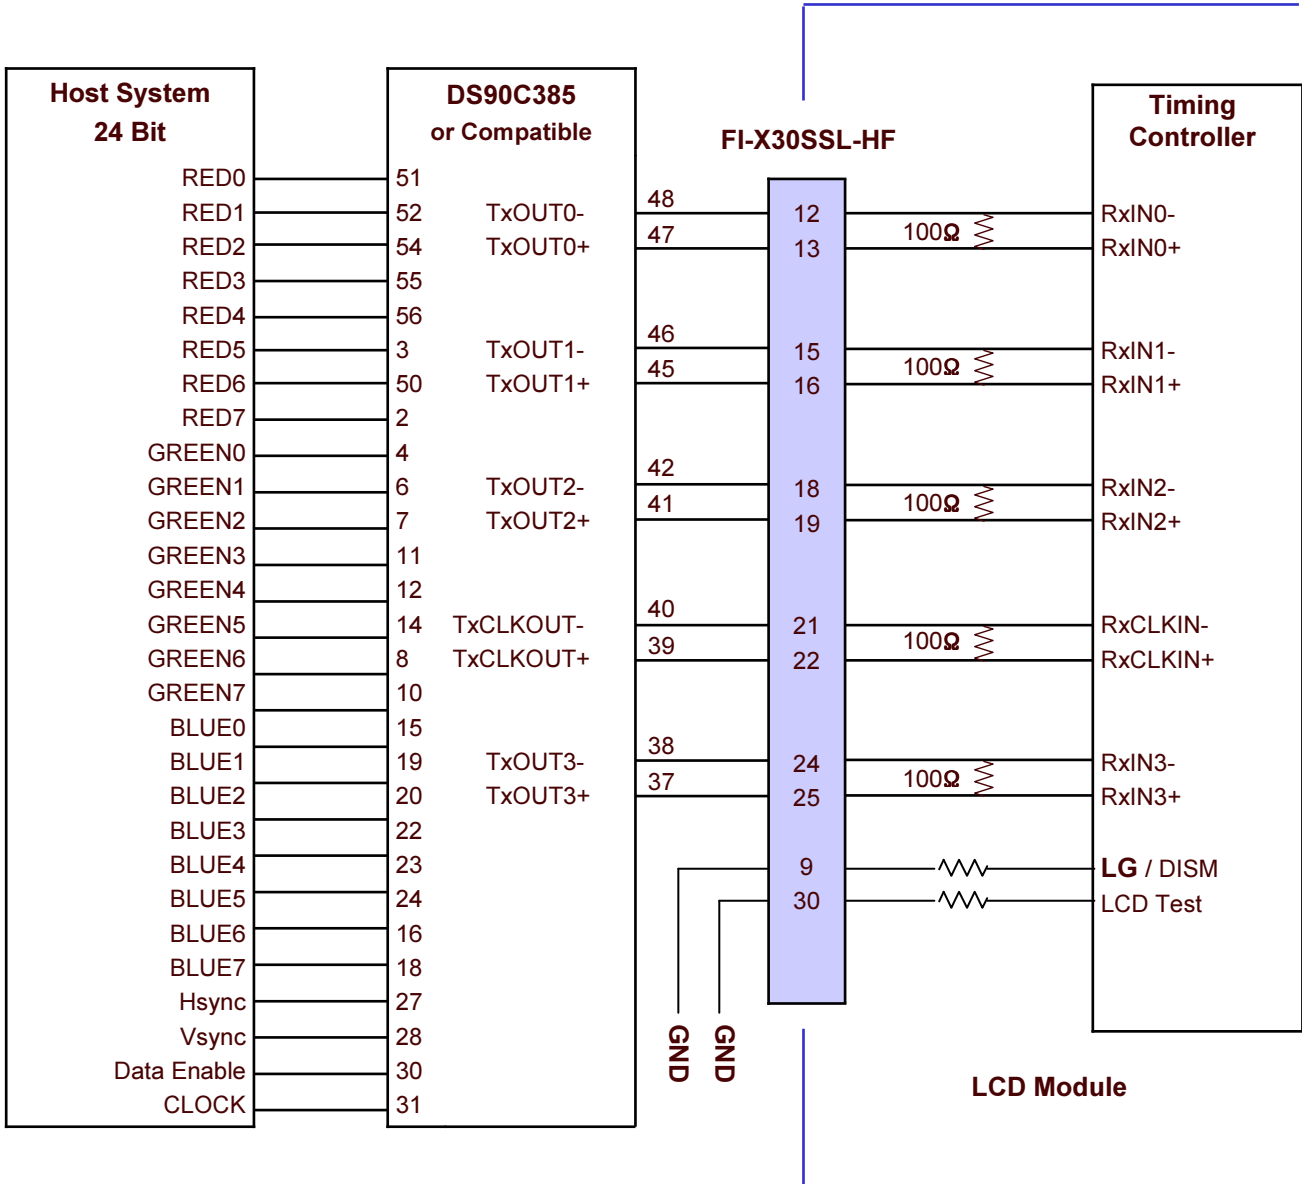 Host System
24 Bit
RED0
RED1
RED2
RED3
RED4
RED5
RED6
RED7
GREEN0
GREEN1
GREEN2
GREEN3
GREEN4
GREEN5
GREEN6
GREEN7
BLUE0
BLUE1
BLUE2
BLUE3
BLUE4
BLUE5
BLUE6
BLUE7
Hsync
Vsync
Data Enable
CLOCK
DS90C385
or Compatible
51
52
54
55
56
3
50
2
4
6
7
11
12
14
8
10
15
19
20
22
23
24
16
18
27
28
30
31
TxOUT0-
TxOUT0+
TxOUT1-
TxOUT1+
TxOUT2-
TxOUT2+
TxCLKOUT-
TxCLKOUT+
TxOUT3-
TxOUT3+
48
47
46
45
42
41
40
39
38
37
GND
GND
FI-X30SSL-HF
12
13
15
16
18
19
21
22
24
25
9
30
100Ω
100Ω
100Ω
100Ω
100Ω
Timing
Controller
RxIN0-
RxIN0+
RxIN1-
RxIN1+
RxIN2-
RxIN2+
RxCLKIN-
RxCLKIN+
RxIN3-
RxIN3+
LG / DISM
LCD Test
LCD Module